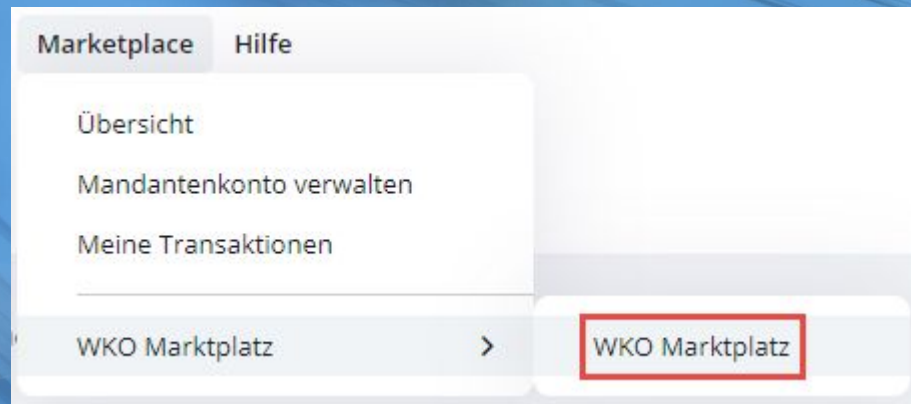 Marketplace Hilfe
Übersicht
Mandantenkonto verwalten
Meine Transaktionen
WKO Marktplatz > WKO Marktplatz